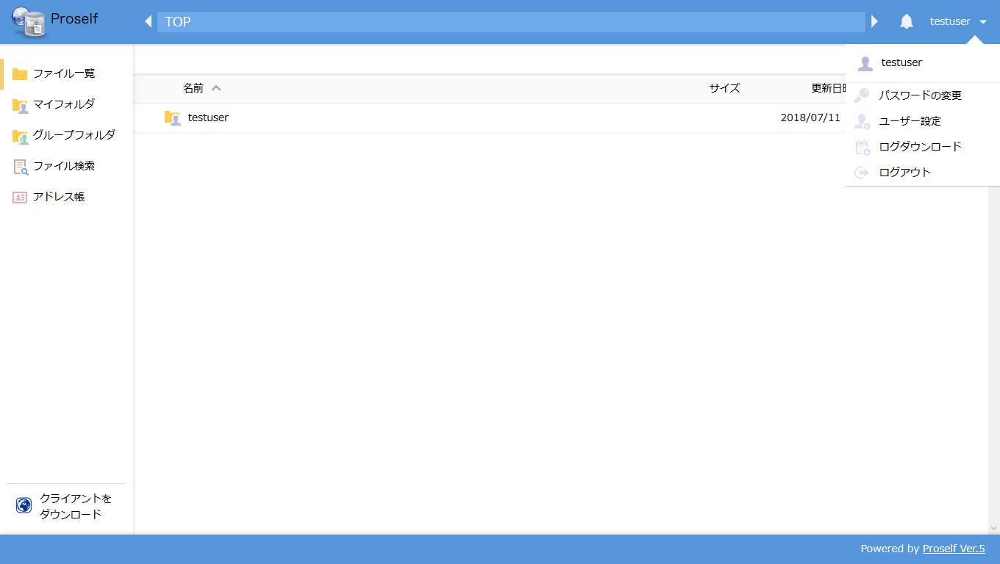 Proself
TOP
testuser
ファイル一覧
マイフォルダ
グループフォルダ
ファイル検索
アドレス帳
名前
サイズ
更新日
testuser
2018/07/11
testuser
パスワードの変更
ユーザー設定
ログダウンロード
ログアウト
クライアントを
ダウンロード
Powered by Proself Ver.5